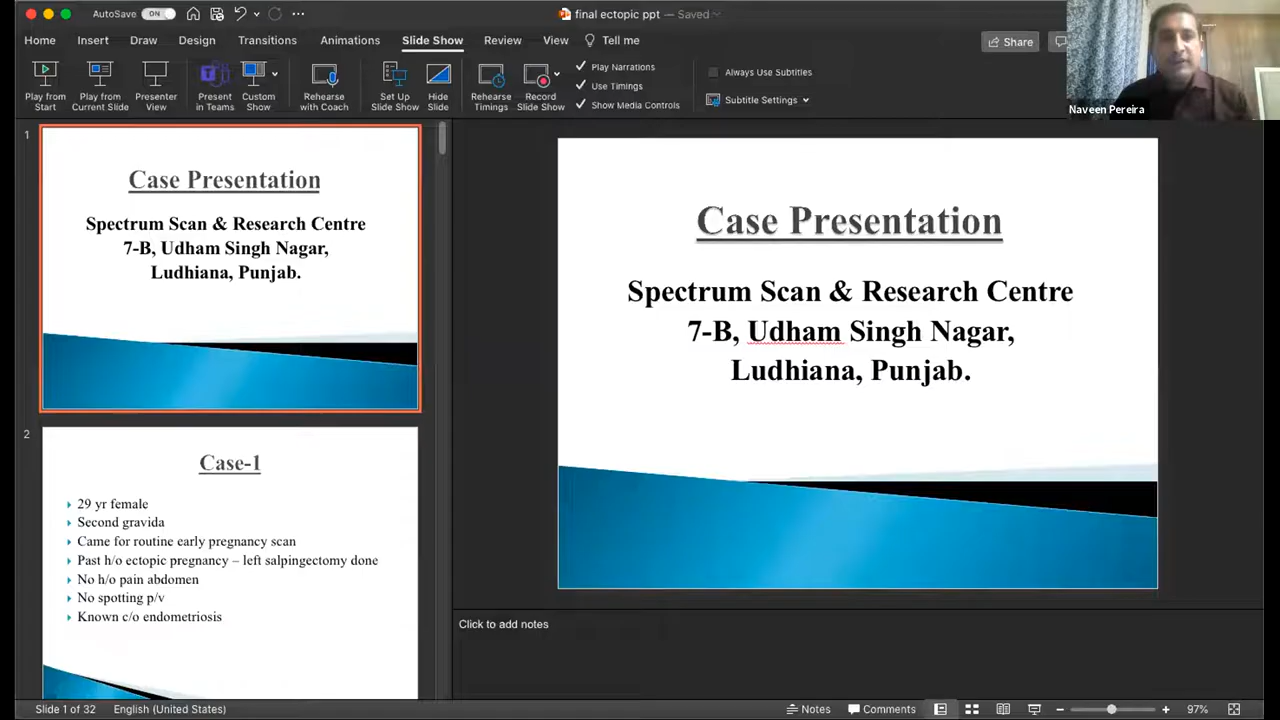 AutoSave ON
final ectopic ppt — Saved
Home Insert Draw Design Transitions Animations Slide Show Review View Tell me
Share
Play from Start
Play from Current Slide
Presenter View
Present in Teams
Custom Show
Rehearse with Coach
Set Up Slide Show
Hide Slide
Rehearse Timings
Record Slide Show
Play Narrations
Use Timings
Show Media Controls
Always Use Subtitles
Subtitle Settings
Naveen Pereira
1
Case Presentation
Spectrum Scan & Research Centre
7-B, Udham Singh Nagar,
Ludhiana, Punjab.
2
Case-1
29 yr female
Second gravida
Came for routine early pregnancy scan
Past h/o ectopic pregnancy – left salpingectomy done
No h/o pain abdomen
No spotting p/v
Known c/o endometriosis
Case Presentation
Spectrum Scan & Research Centre
7-B, Udham Singh Nagar,
Ludhiana, Punjab.
Click to add notes
Slide 1 of 32 English (United States) Notes Comments 97%